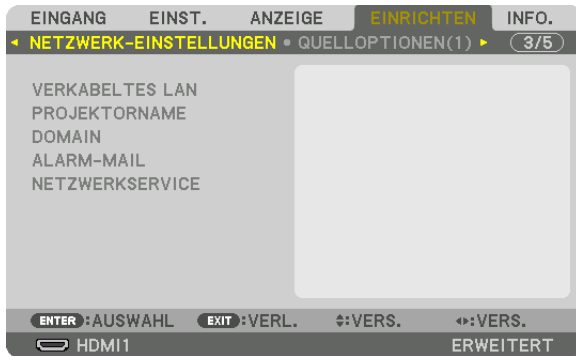 EINGANG EINST. ANZEIGE EINRICHTEN INFO.
NETZWERK-EINSTELLUNGEN • QUELLOPTIONEN(1) 3/5
VERKABELTES LAN
PROJEKTORNAME
DOMAIN
ALARM-MAIL
NETZWERKSERVICE
ENTER:AUSWAHL EXIT:VERL. :VERS. :VERS.
HDMI1 ERWEITERT